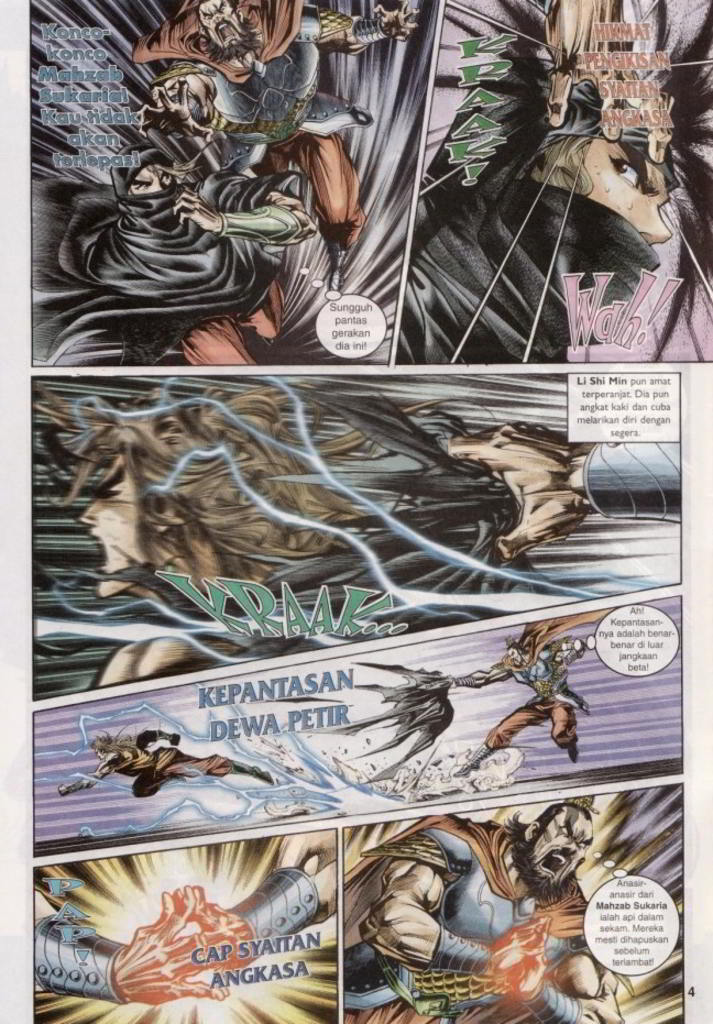 Konco-
konco
Mahzab
Sukaria!
Kau tidak
akan
terlepas!
Sungguh
pantas
gerakan
dia ini!
KRAAK!
HIKMAT
PENGIKISAN
SYAITAN
ANGKASA
Wah!
Li Shi Min pun amat
terperanjat. Dia pun
angkat kaki dan cuba
melarikan diri dengan
segera.
KRAAK...
Ah!
Kepantasan-
nya adalah benar-
benar di luar
jangkaan
beta!
KEPANTASAN
DEWA PETIR
PAP!
CAP SYAITAN
ANGKASA
Anasir-
anasir dari
Mahzab Sukaria
ialah api dalam
sekam. Mereka
mesti dihapuskan
sebelum
terlambat!
4